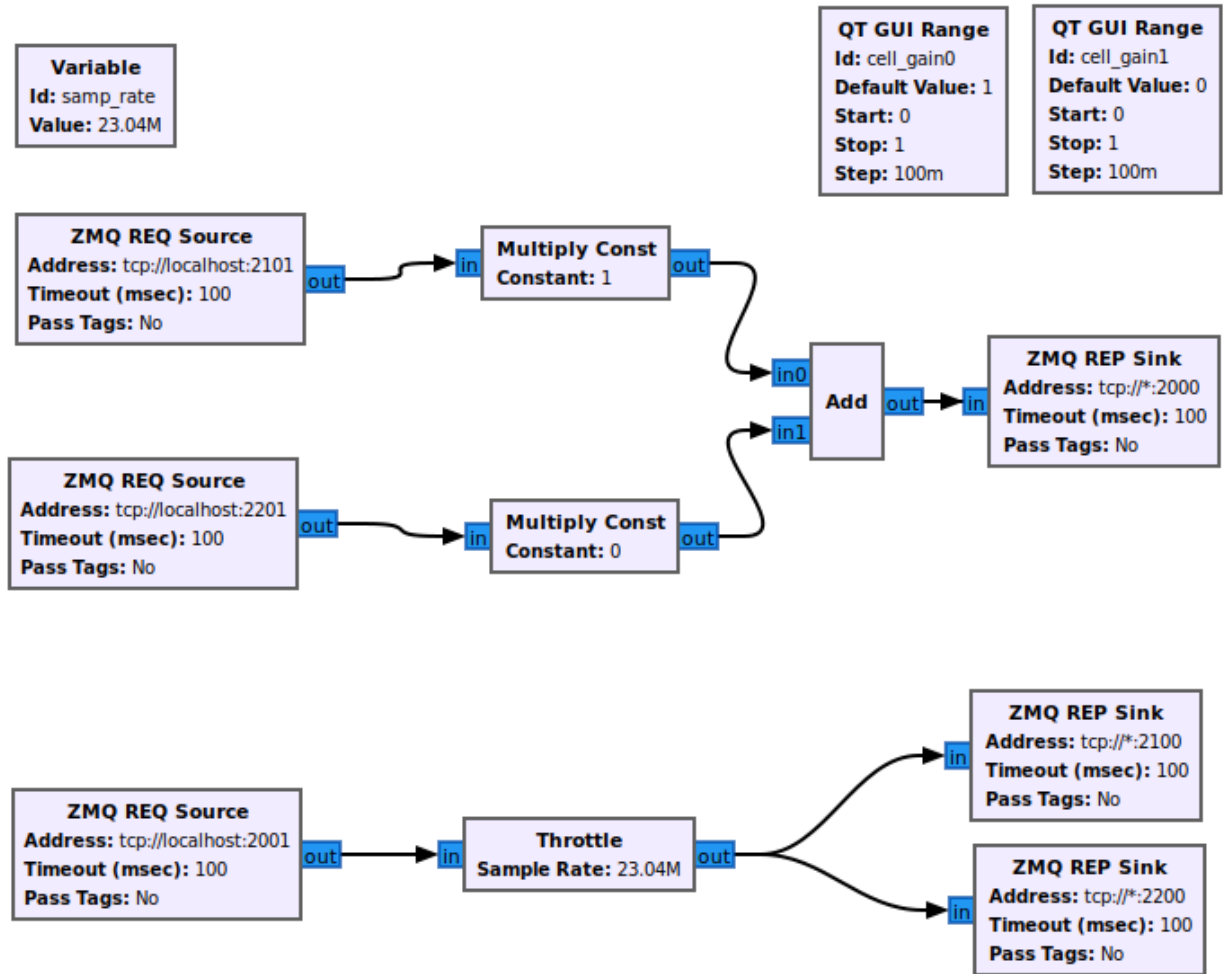 Variable
Id: samp_rate
Value: 23.04M
QT GUI Range
Id: cell_gain0
Default Value: 1
Start: 0
Stop: 1
Step: 100m
QT GUI Range
Id: cell_gain1
Default Value: 0
Start: 0
Stop: 1
Step: 100m
ZMQ REQ Source
Address: tcp://localhost:2101
Timeout (msec): 100
Pass Tags: No
out
in
Multiply Const
Constant: 1
out
ZMQ REQ Source
Address: tcp://localhost:2201
Timeout (msec): 100
Pass Tags: No
out
in
Multiply Const
Constant: 0
out
in0
in1
Add
out
in
ZMQ REP Sink
Address: tcp://*:2000
Timeout (msec): 100
Pass Tags: No
ZMQ REQ Source
Address: tcp://localhost:2001
Timeout (msec): 100
Pass Tags: No
out
in
Throttle
Sample Rate: 23.04M
out
in
ZMQ REP Sink
Address: tcp://*:2100
Timeout (msec): 100
Pass Tags: No
in
ZMQ REP Sink
Address: tcp://*:2200
Timeout (msec): 100
Pass Tags: No